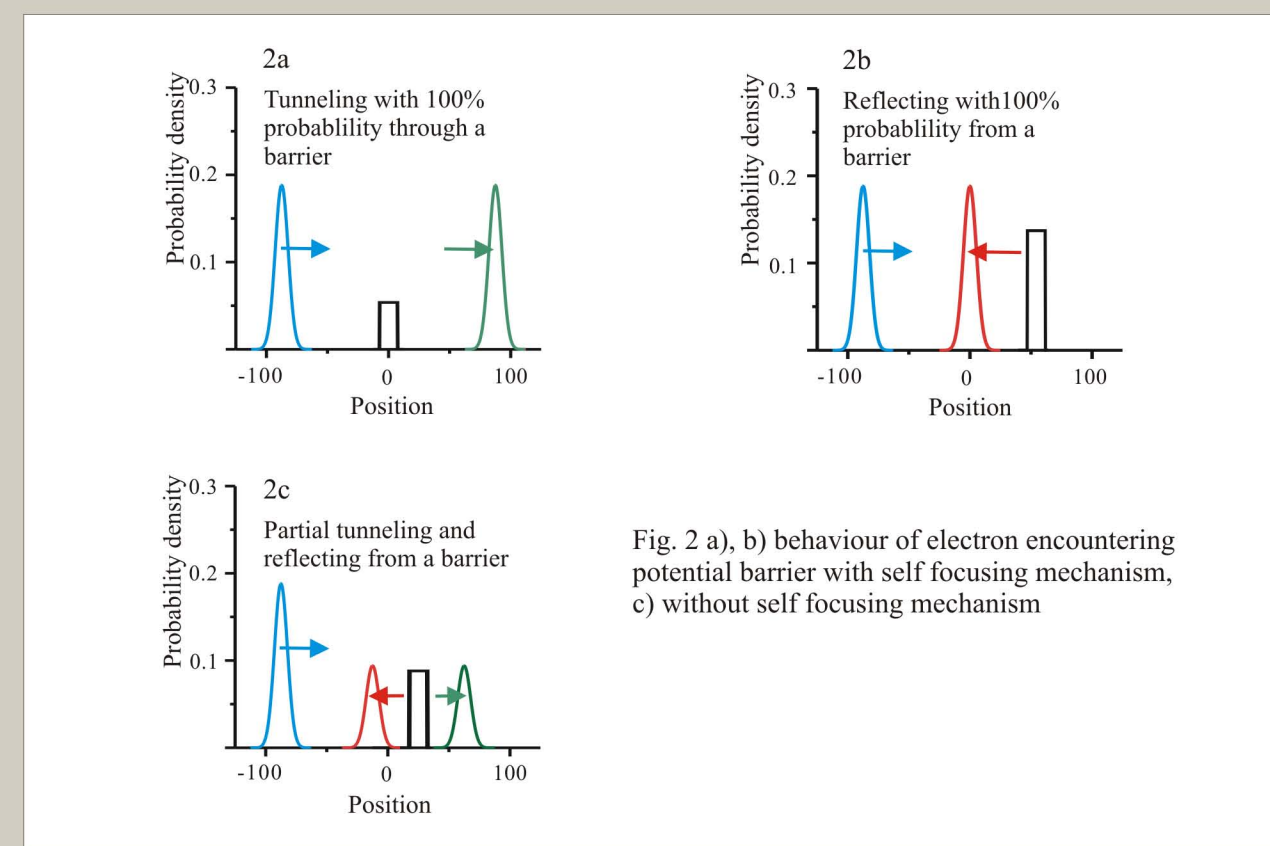 2a
Tunneling with 100%
probablility through a
barrier
Probability density
0.3
0.2
0.1
-100
0
100
Position
2b
Reflecting with100%
probablility from a
barrier
Probability density
0.3
0.2
0.1
-100
0
100
Position
2c
Partial tunneling and
reflecting from a barrier
Probability density
0.3
0.2
0.1
-100
0
100
Position
Fig. 2 a), b) behaviour of electron encountering
potential barrier with self focusing mechanism,
c) without self focusing mechanism